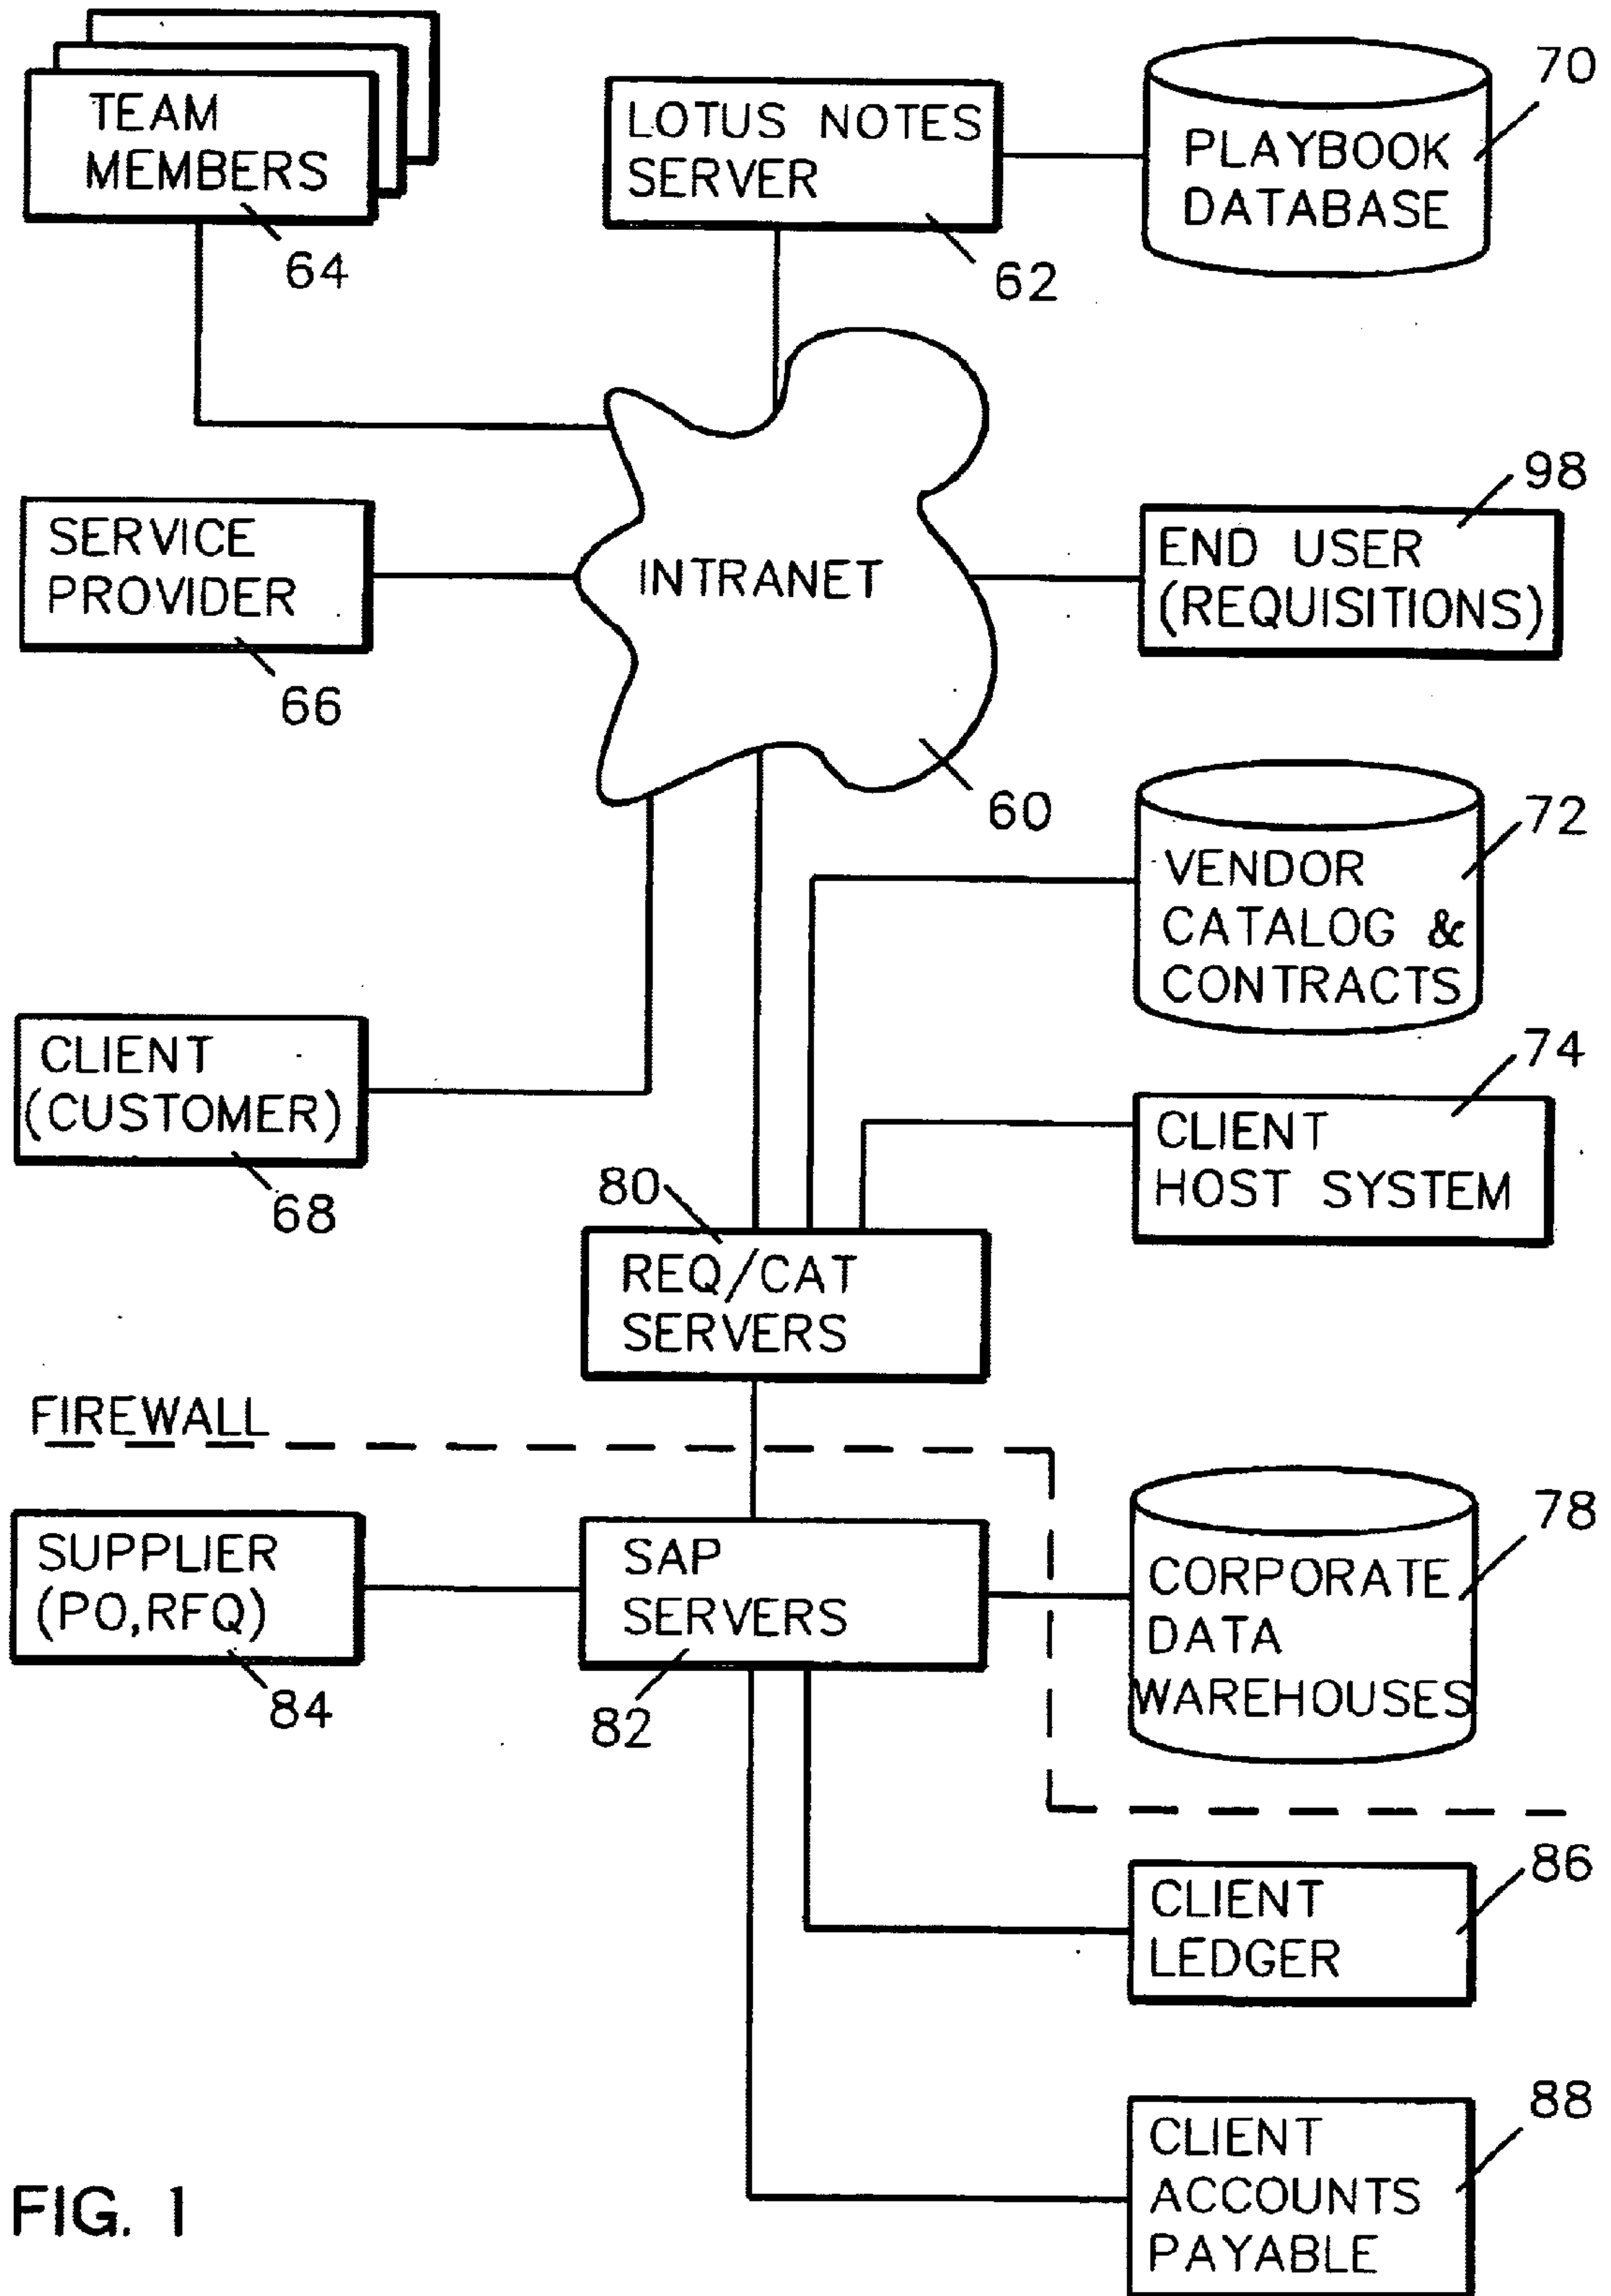 TEAM
MEMBERS
64
LOTUS NOTES
SERVER
62
70
PLAYBOOK
DATABASE
SERVICE
PROVIDER
66
INTRANET
60
98
END USER
(REQUISITIONS)
72
VENDOR
CATALOG &
CONTRACTS
CLIENT
(CUSTOMER)
68
74
CLIENT
HOST SYSTEM
80
REQ/CAT
SERVERS
FIREWALL
SUPPLIER
(PO,RFQ)
84
SAP
SERVERS
82
78
CORPORATE
DATA
WAREHOUSES
86
CLIENT
LEDGER
88
CLIENT
ACCOUNTS
PAYABLE
FIG. 1